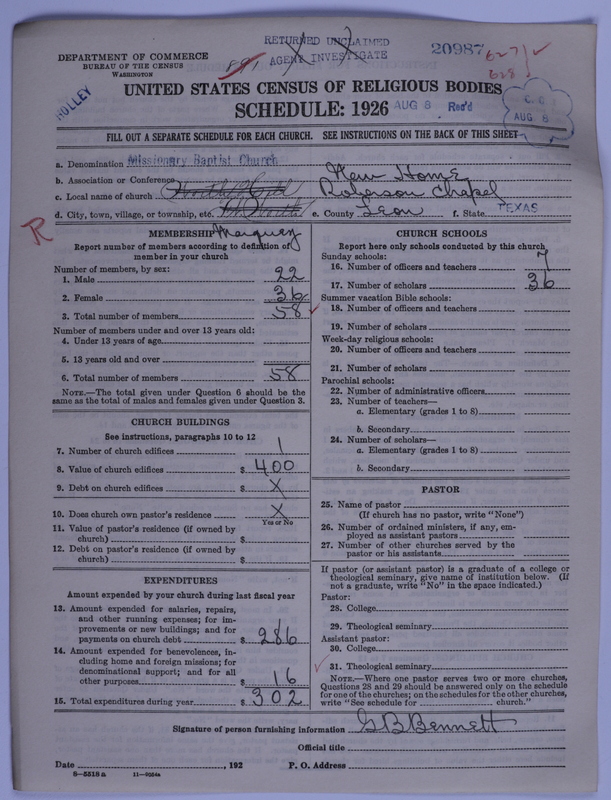 RETURNED UNCLAIMED
AGENT INVESTIGATE
20987
627/✓
628
891
DEPARTMENT OF COMMERCE
BUREAU OF THE CENSUS
WASHINGTON
HOLLEY
UNITED STATES CENSUS OF RELIGIOUS BODIES
SCHEDULE: 1926 AUG 8 Rec'd
AUG 8
FILL OUT A SEPARATE SCHEDULE FOR EACH CHURCH. SEE INSTRUCTIONS ON THE BACK OF THIS SHEET
a. Denomination Missionary Baptist Church
b. Association or Conference New Home
c. Local name of church Roberson Chapel
d. City, town, village, or township, etc. e. County Leon f. State TEXAS
R
Marquez
MEMBERSHIP
Report number of members according to definition of
member in your church
Number of members, by sex:
1. Male 22
2. Female 36
3. Total number of members 58
Number of members under and over 13 years old:
4. Under 13 years of age
5. 13 years old and over
6. Total number of members 58
NOTE.—The total given under Question 6 should be the
same as the total of males and females given under Question 3.
CHURCH BUILDINGS
See instructions, paragraphs 10 to 12
7. Number of church edifices 1
8. Value of church edifices $ 400
9. Debt on church edifices $ X
10. Does church own pastor's residence X
Yes or No
11. Value of pastor's residence (if owned by
church) $
12. Debt on pastor's residence (if owned by
church) $
EXPENDITURES
Amount expended by your church during last fiscal year
13. Amount expended for salaries, repairs,
and other running expenses; for im-
provements or new buildings; and for
payments on church debt $ 286
14. Amount expended for benevolences, in-
cluding home and foreign missions; for
denominational support; and for all
other purposes $ 16
15. Total expenditures during year $ 302
CHURCH SCHOOLS
Report here only schools conducted by this church
Sunday schools:
16. Number of officers and teachers 7
17. Number of scholars 36
Summer vacation Bible schools:
18. Number of officers and teachers
19. Number of scholars
Week-day religious schools:
20. Number of officers and teachers
21. Number of scholars
Parochial schools:
22. Number of administrative officers
23. Number of teachers—
a. Elementary (grades 1 to 8)
b. Secondary
24. Number of scholars—
a. Elementary (grades 1 to 8)
b. Secondary
PASTOR
25. Name of pastor
(If church has no pastor, write "None")
26. Number of ordained ministers, if any, em-
ployed as assistant pastors
27. Number of other churches served by the
pastor or his assistants
If pastor (or assistant pastor) is a graduate of a college or
theological seminary, give name of institution below. (If
not a graduate, write "No" in the space indicated.)
Pastor:
28. College
29. Theological seminary
Assistant pastor:
30. College
31. Theological seminary
NOTE.—Where one pastor serves two or more churches,
Questions 28 and 29 should be answered only on the schedule
for one of the churches; on the schedules for the other churches,
write "See schedule for church."
Signature of person furnishing information G B Bennett
Official title
Date , 192 P. O. Address
8—5518 a 11—9054a